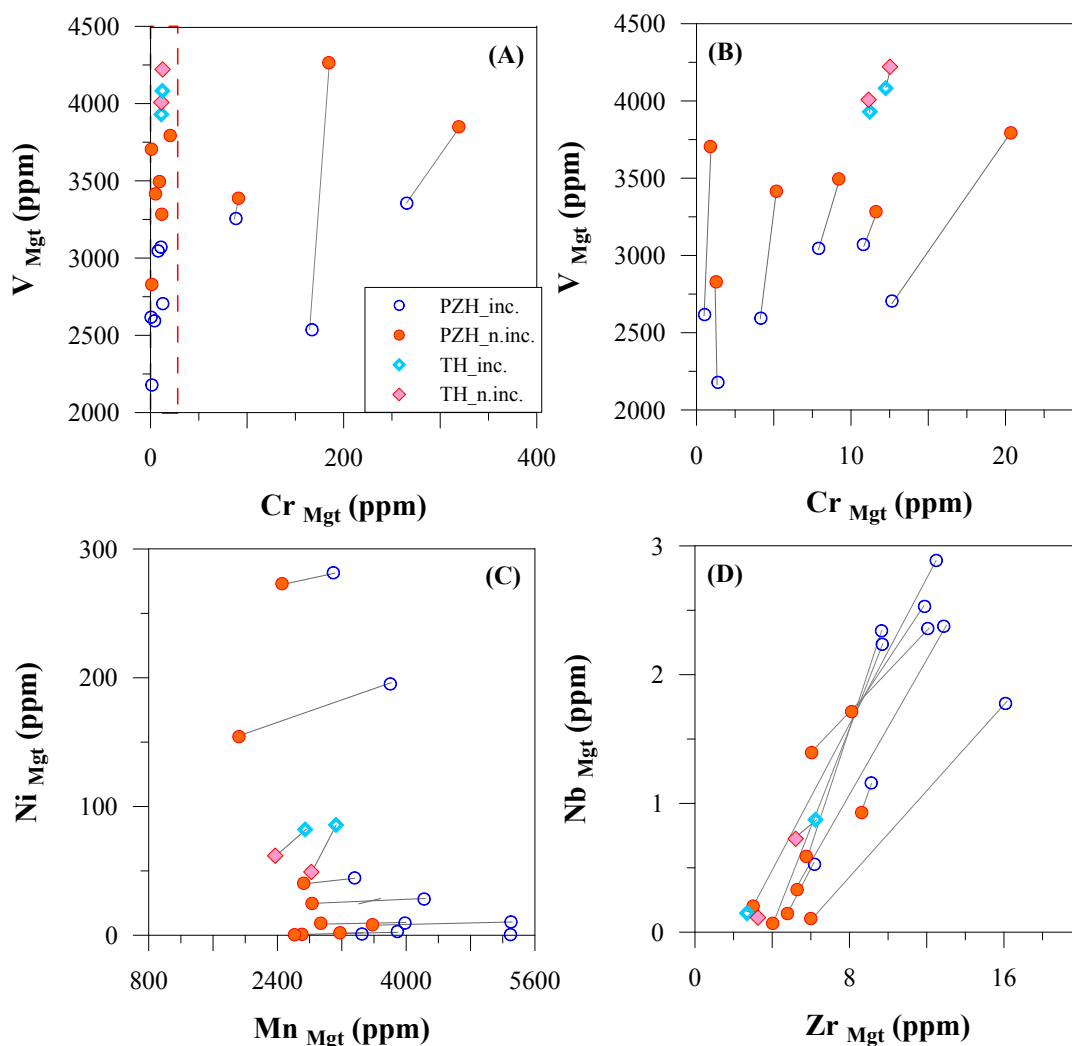 4500
4000
3500
3000
2500
2000
V Mgt (ppm)
(A)
PZH_inc.
PZH_n.inc.
TH_inc.
TH_n.inc.
0
200
400
Cr Mgt (ppm)
4500
4000
3500
3000
2500
2000
V Mgt (ppm)
(B)
0
10
20
Cr Mgt (ppm)
300
200
100
0
Ni Mgt (ppm)
(C)
800
2400
4000
5600
Mn Mgt (ppm)
3
2
1
0
Nb Mgt (ppm)
(D)
0
8
16
Zr Mgt (ppm)